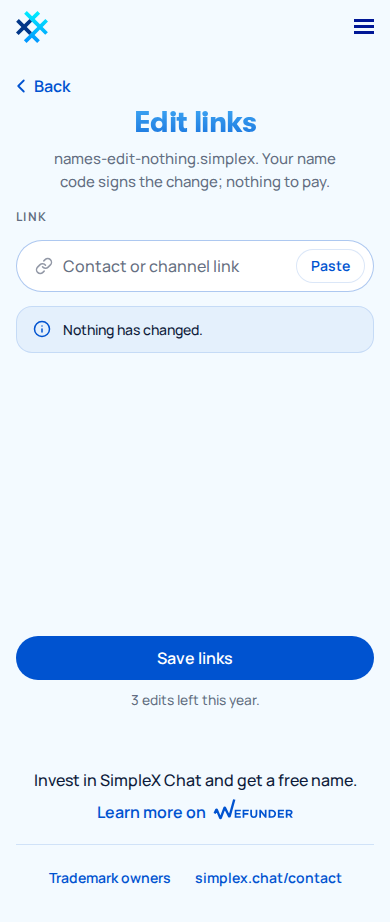 Back
Edit links
names-edit-nothing.simplex. Your name
code signs the change; nothing to pay.
LINK
Contact or channel link
Paste
Nothing has changed.
Save links
3 edits left this year.
Invest in SimpleX Chat and get a free name.
Learn more on WEFUNDER
Trademark owners
simplex.chat/contact